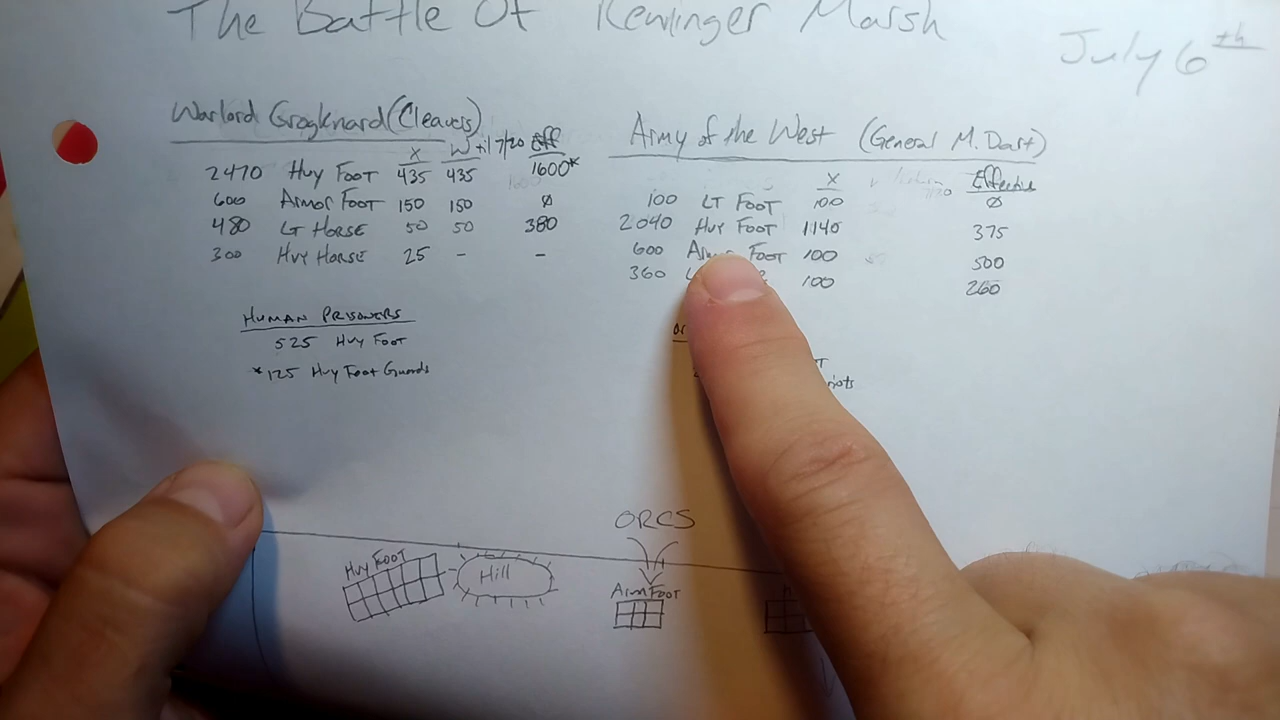 The Battle Of Kenlinger Marsh
July 6th
Warlord Grogknard (Cleavers)
X W til 7/20 Eff
2470 Hvy Foot 435 435 1600*
600 Armor Foot 150 150 Ø
480 LT Horse 50 50 380
300 Hvy Horse 25 - -
Human Prisoners
525 Hvy Foot
*125 Hvy Foot Guards
Army of the West (General M. Dart)
X Effective
100 LT Foot 100 Ø
2040 Hvy Foot 1140 375
600 Foot 100 500
360 100 260
ORCS
Hvy Foot
Hill
Arm Foot